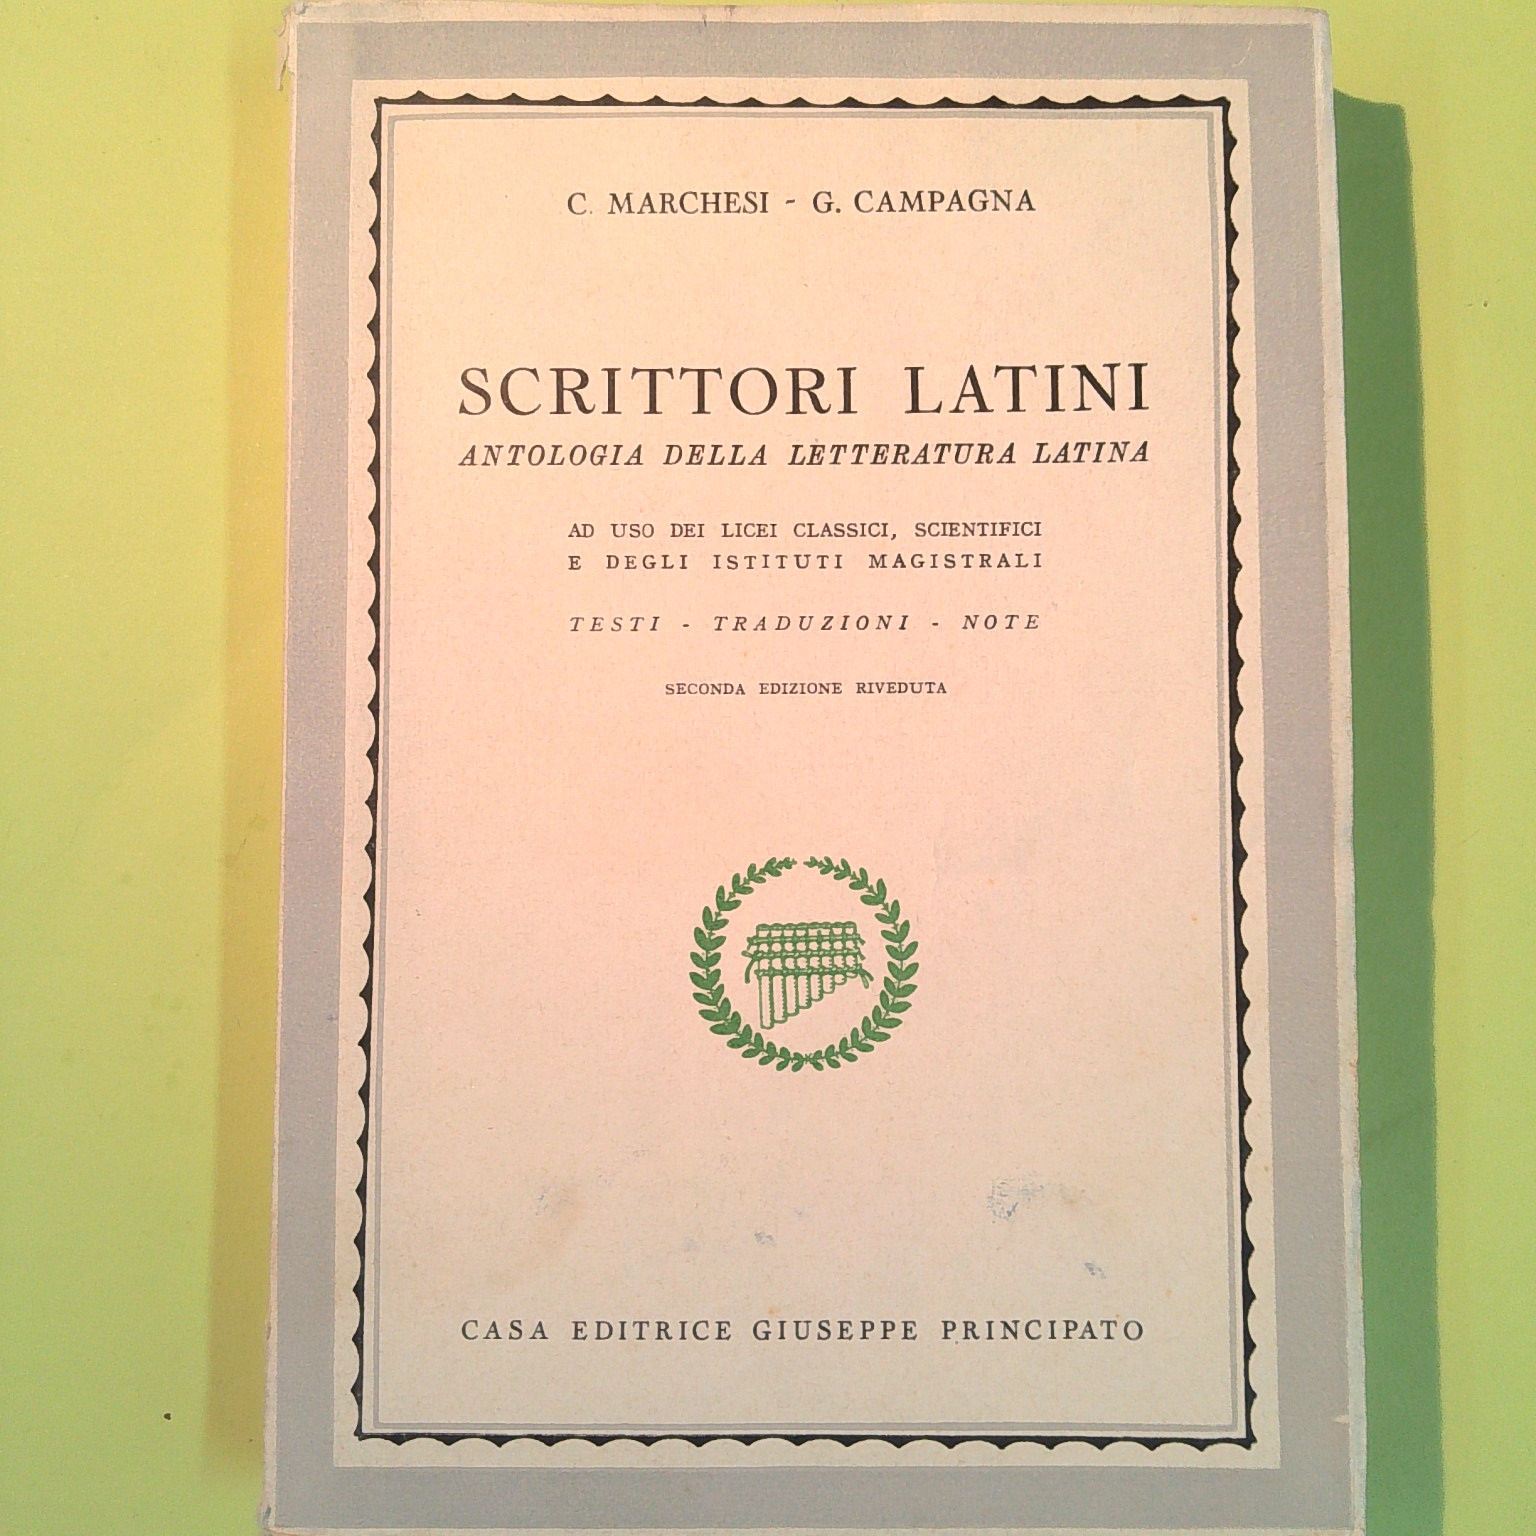 C. MARCHESI - G. CAMPAGNA
SCRITTORI LATINI
ANTOLOGIA DELLA LETTERATURA LATINA
AD USO DEI LICEI CLASSICI, SCIENTIFICI
E DEGLI ISTITUTI MAGISTRALI
TESTI - TRADUZIONI - NOTE
SECONDA EDIZIONE RIVEDUTA
CASA EDITRICE GIUSEPPE PRINCIPATO